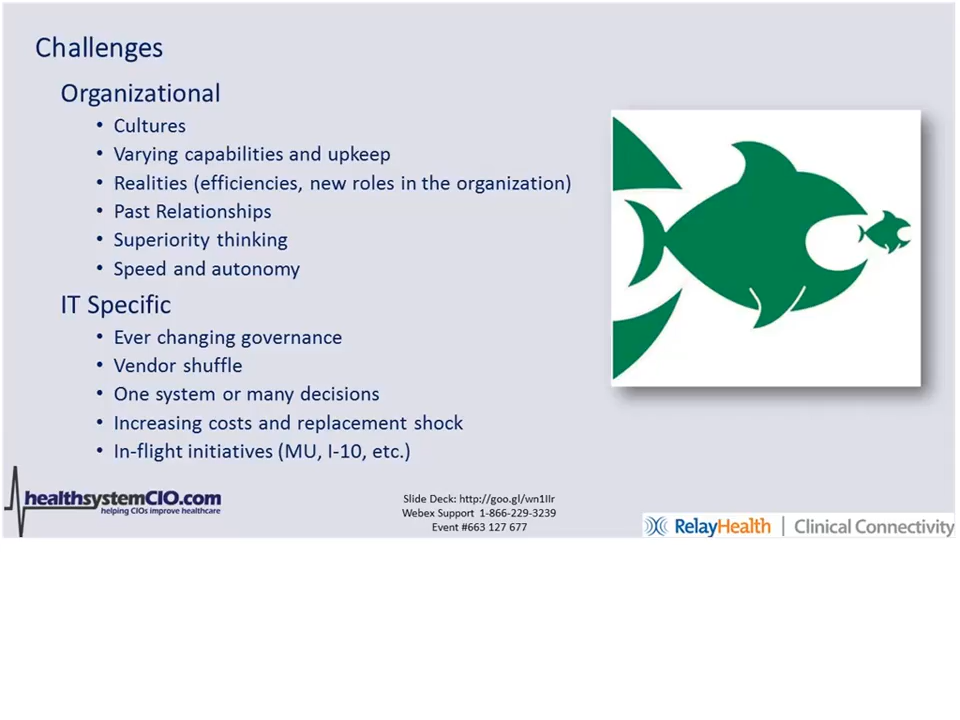 Challenges
Organizational
• Cultures
• Varying capabilities and upkeep
• Realities (efficiencies, new roles in the organization)
• Past Relationships
• Superiority thinking
• Speed and autonomy
IT Specific
• Ever changing governance
• Vendor shuffle
• One system or many decisions
• Increasing costs and replacement shock
• In-flight initiatives (MU, I-10, etc.)
healthsystemCIO.com
helping CIOs improve healthcare
Slide Deck: http://goo.gl/wn1lIr
Webex Support 1-866-229-3239
Event #663 127 677
RelayHealth | Clinical Connectivity